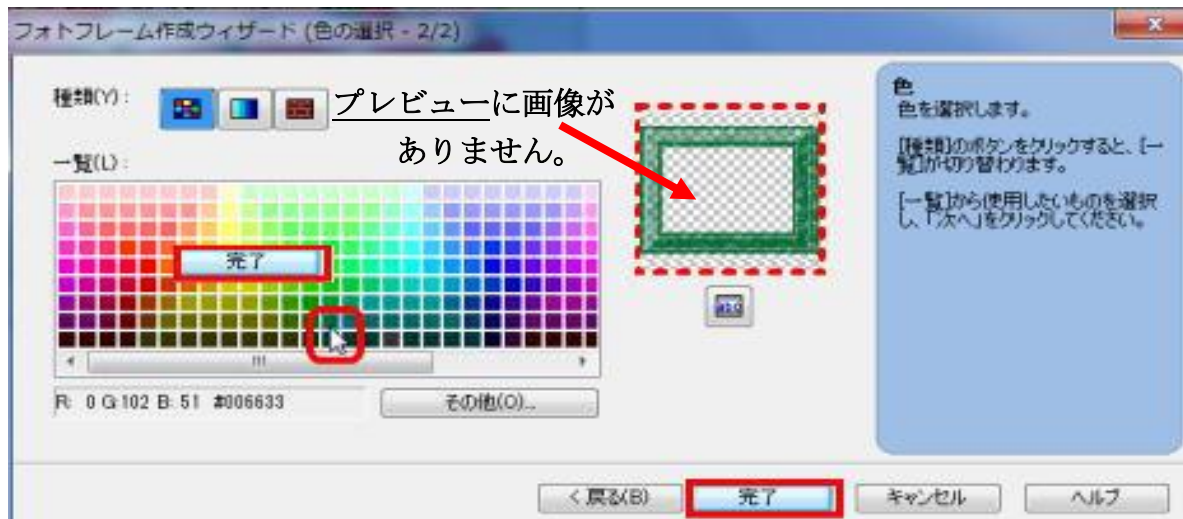 フォトフレーム作成ウィザード (色の選択 - 2/2)
種類(Y):
プレビューに画像が
ありません。
一覧(L):
完了
R: 0 G:102 B: 51 #006633
その他(O)...
abc
色
色を選択します。
[種類]のボタンをクリックすると、[一
覧]が切り替わります。
[一覧]から使用したいものを選択
し、「次へ」をクリックしてください。
< 戻る(B)
完了
キャンセル
ヘルプ